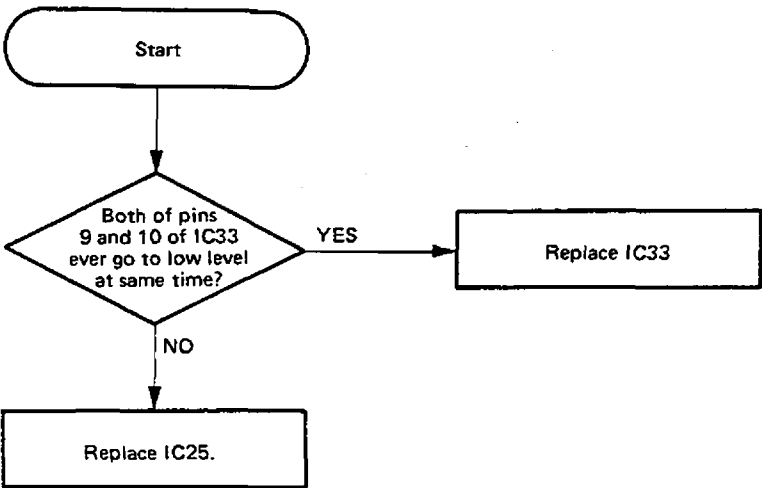 Start
Both of pins
9 and 10 of IC33
ever go to low level
at same time?
YES
Replace IC33
NO
Replace IC25.